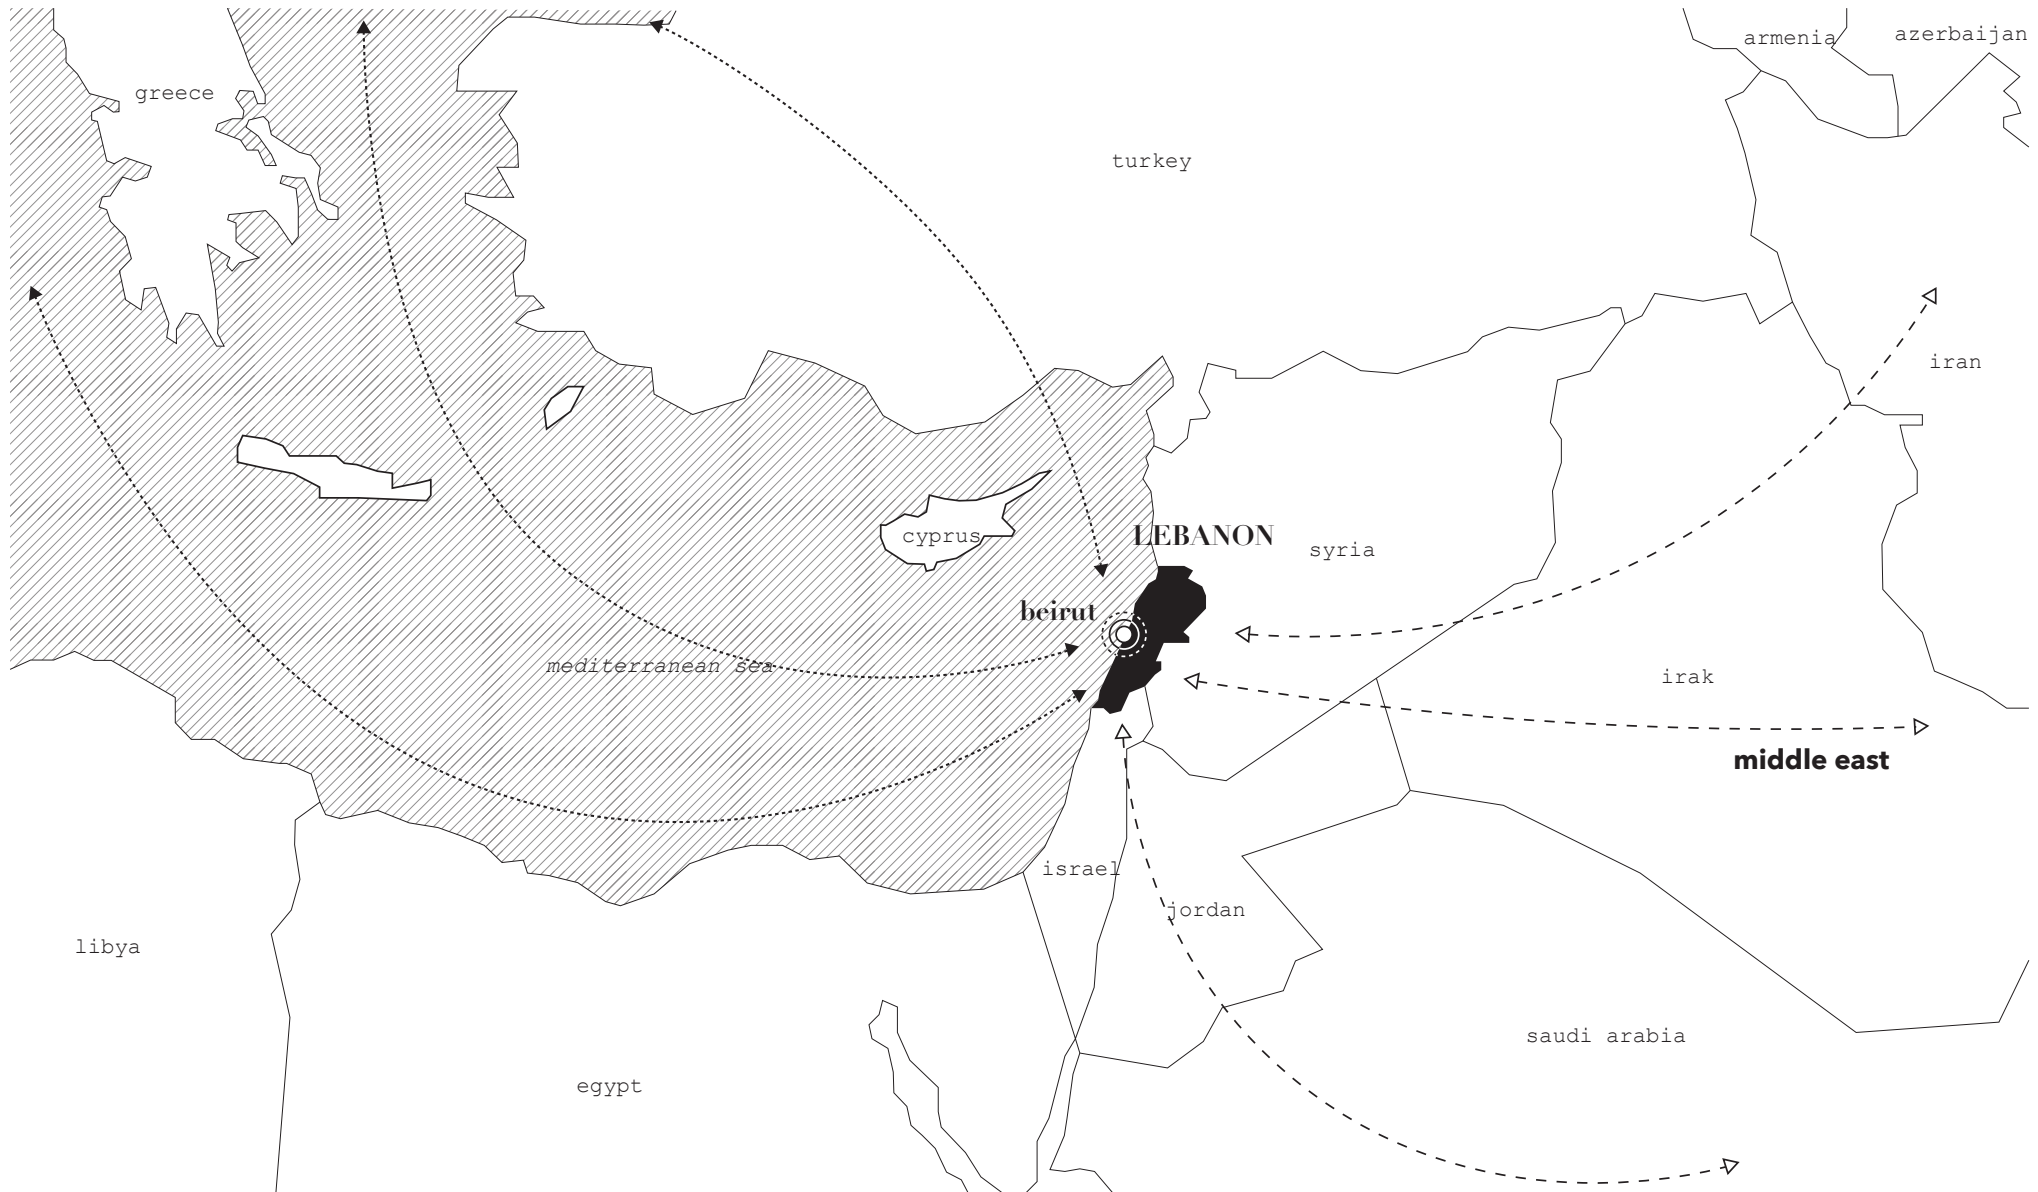 armenia
azerbaijan
greece
turkey
iran
cyprus
LEBANON
syria
beirut
mediterranean sea
irak
middle east
israel
jordan
libya
saudi arabia
egypt